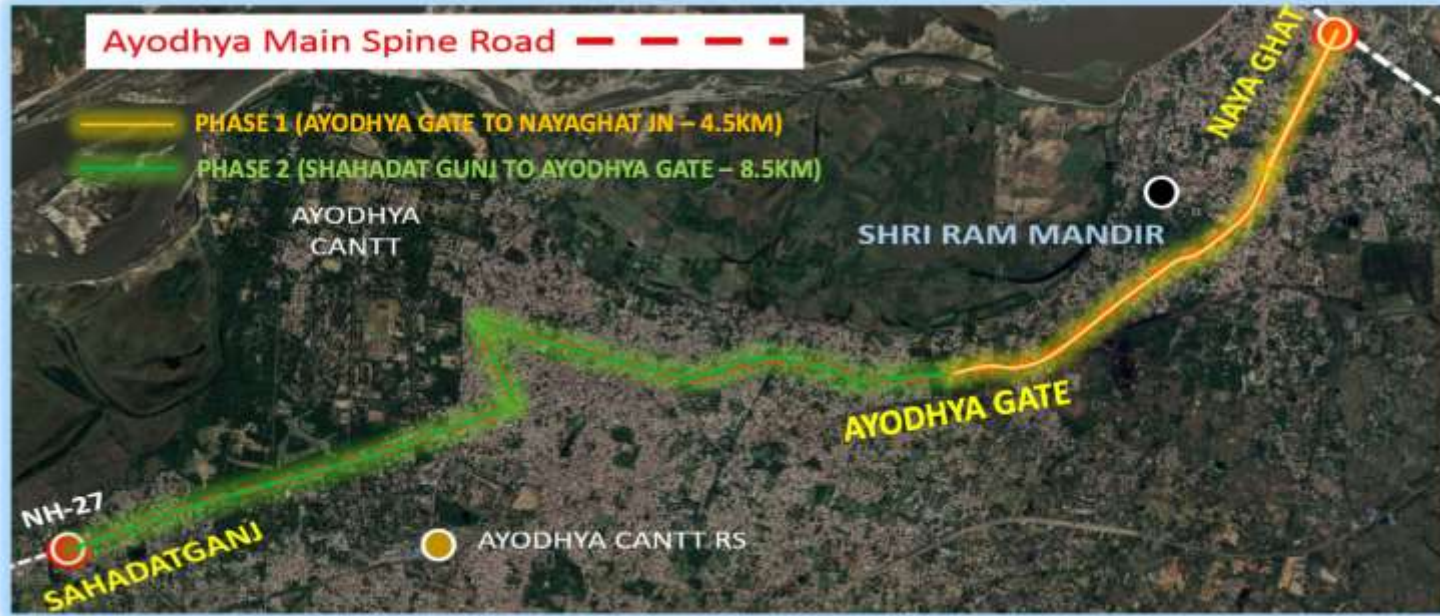 Ayodhya Main Spine Road
PHASE 1 (AYODHYA GATE TO NAYAGHAT JN – 4.5KM)
PHASE 2 (SHAHADAT GUNJ TO AYODHYA GATE – 8.5KM)
NAYA GHAT
AYODHYA
CANTT
SHRI RAM MANDIR
AYODHYA GATE
NH-27
SAHADATGANJ
AYODHYA CANTT RS